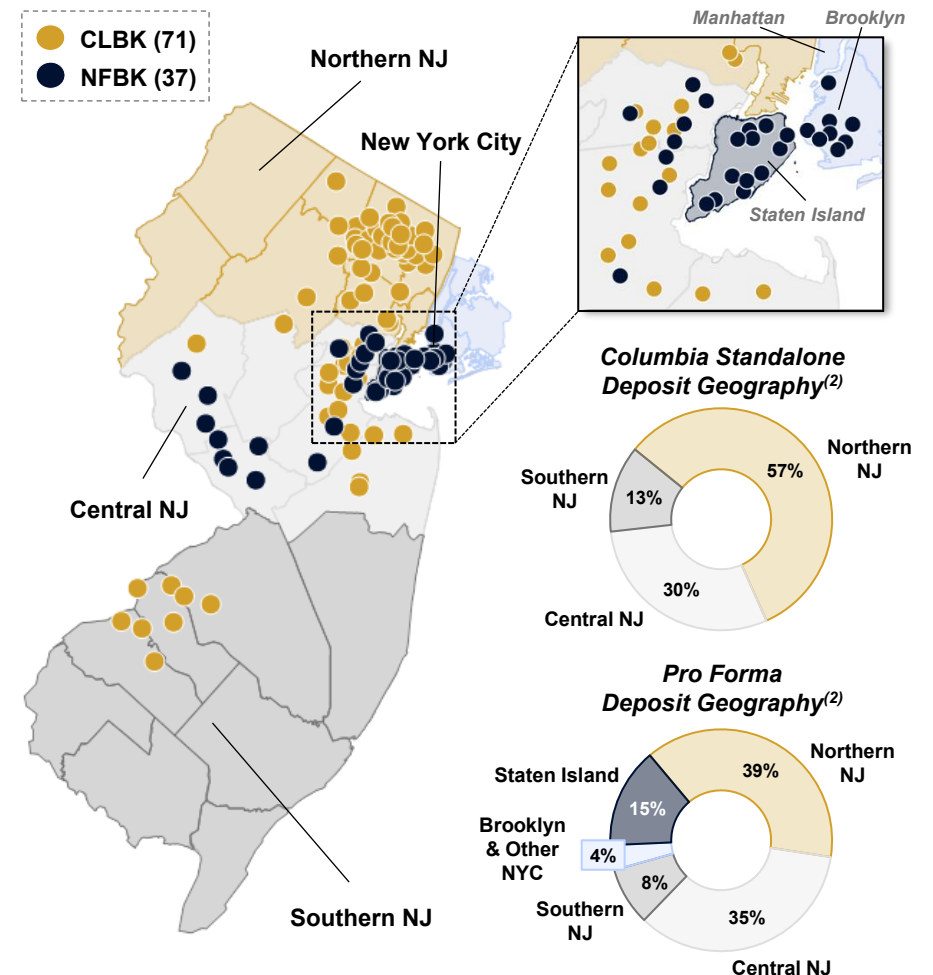 CLBK (71)
NFBK (37)
Northern NJ
New York City
Manhattan
Brooklyn
Staten Island
Central NJ
Southern NJ
Columbia Standalone
Deposit Geography(2)
Northern
NJ
57%
Southern
NJ
13%
30%
Central NJ
Pro Forma
Deposit Geography(2)
Northern
NJ
39%
Staten Island
15%
Brooklyn
& Other
NYC
4%
8%
Southern
NJ
35%
Central NJ